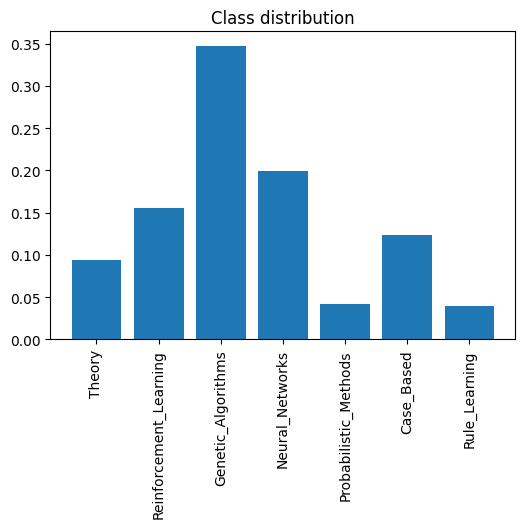 Class distribution
0.35
0.30
0.25
0.20
0.15
0.10
0.05
0.00
Theory
Reinforcement_Learning
Genetic_Algorithms
Neural_Networks
Probabilistic_Methods
Case_Based
Rule_Learning